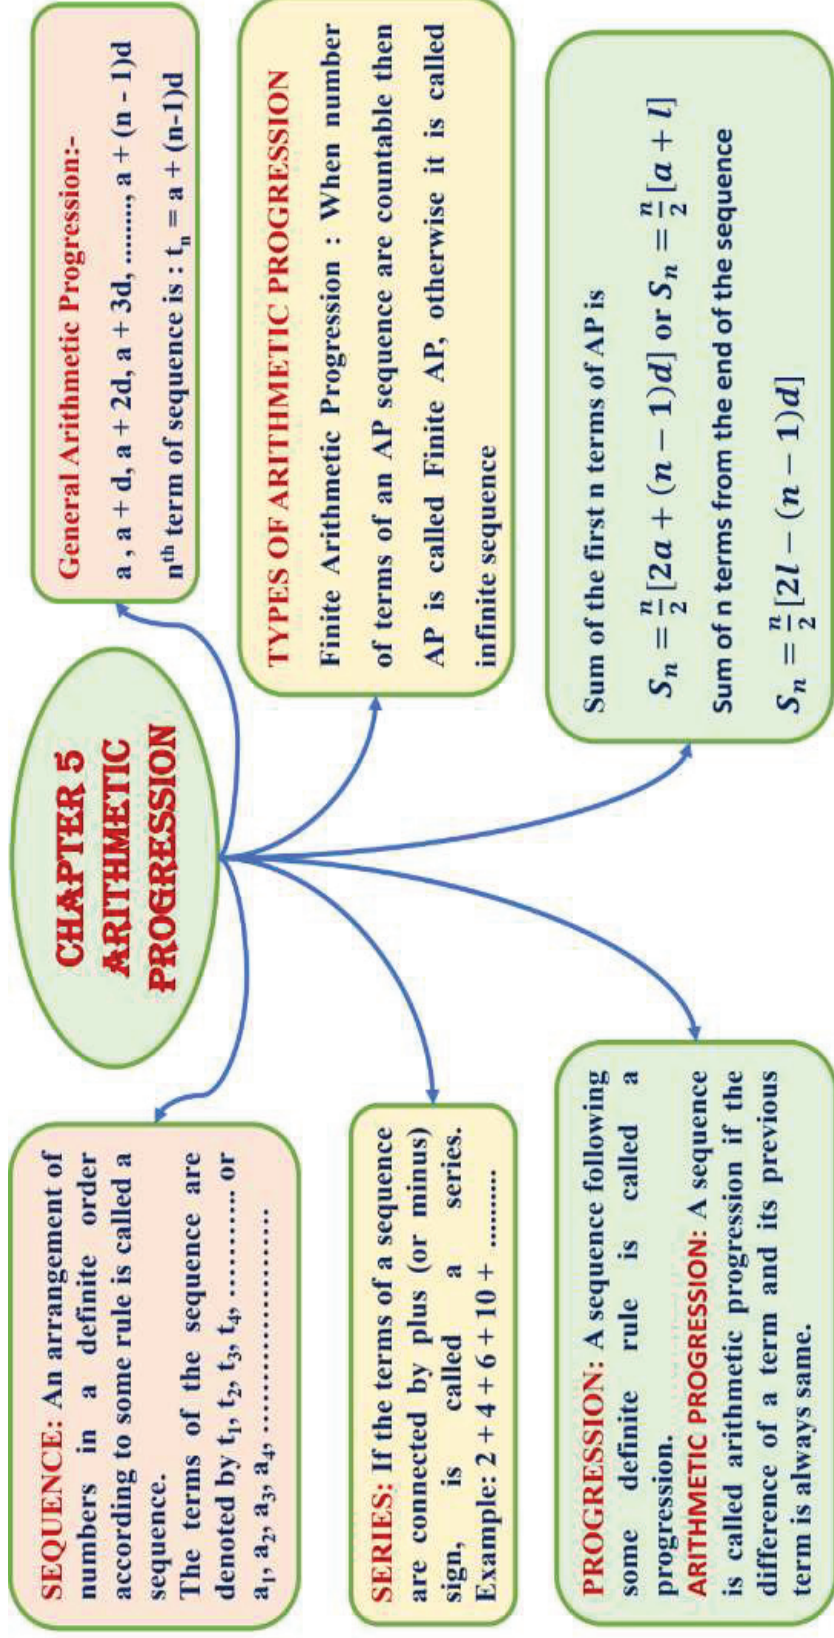 CHAPTER 5
ARITHMETIC
PROGRESSION
SEQUENCE: An arrangement of
numbers in a definite order
according to some rule is called a
sequence.
The terms of the sequence are
denoted by t₁, t₂, t₃, t₄, ………… or
a₁, a₂, a₃, a₄, …………………
SERIES: If the terms of a sequence
are connected by plus (or minus)
sign, is called a series.
Example: 2 + 4 + 6 + 10 + ..........
PROGRESSION: A sequence following
some definite rule is called a
progression.
ARITHMETIC PROGRESSION: A sequence
is called arithmetic progression if the
difference of a term and its previous
term is always same.
General Arithmetic Progression:-
a , a + d, a + 2d, a + 3d, ........., a + (n - 1)d
nᵗʰ term of sequence is : tₙ = a + (n-1)d
TYPES OF ARITHMETIC PROGRESSION
Finite Arithmetic Progression : When number
of terms of an AP sequence are countable then
AP is called Finite AP, otherwise it is called
infinite sequence
Sum of the first n terms of AP is
Sₙ = n/2 [2a + (n − 1)d] or Sₙ = n/2 [a + l]
Sum of n terms from the end of the sequence
Sₙ = n/2 [2l − (n − 1)d]